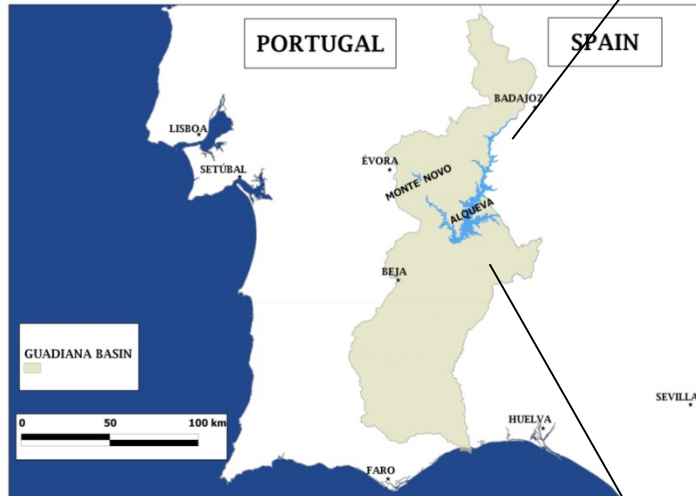 PORTUGAL
SPAIN
BADAJOZ
LISBOA
ÉVORA
SETÚBAL
MONTE NOVO
ALQUEVA
BEJA
GUADIANA BASIN
SEVILLA
0 50 100 km
HUELVA
FARO